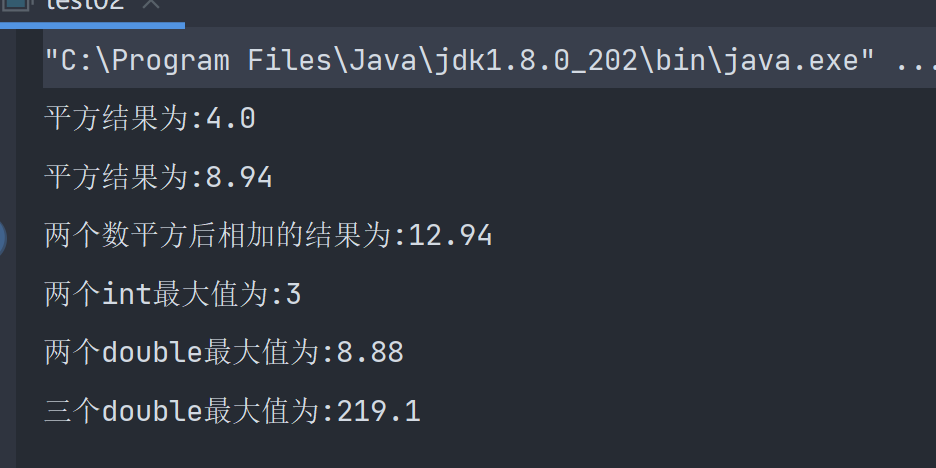 test02
"C:\Program Files\Java\jdk1.8.0_202\bin\java.exe" ...
平方结果为:4.0
平方结果为:8.94
两个数平方后相加的结果为:12.94
两个int最大值为:3
两个double最大值为:8.88
三个double最大值为:219.1